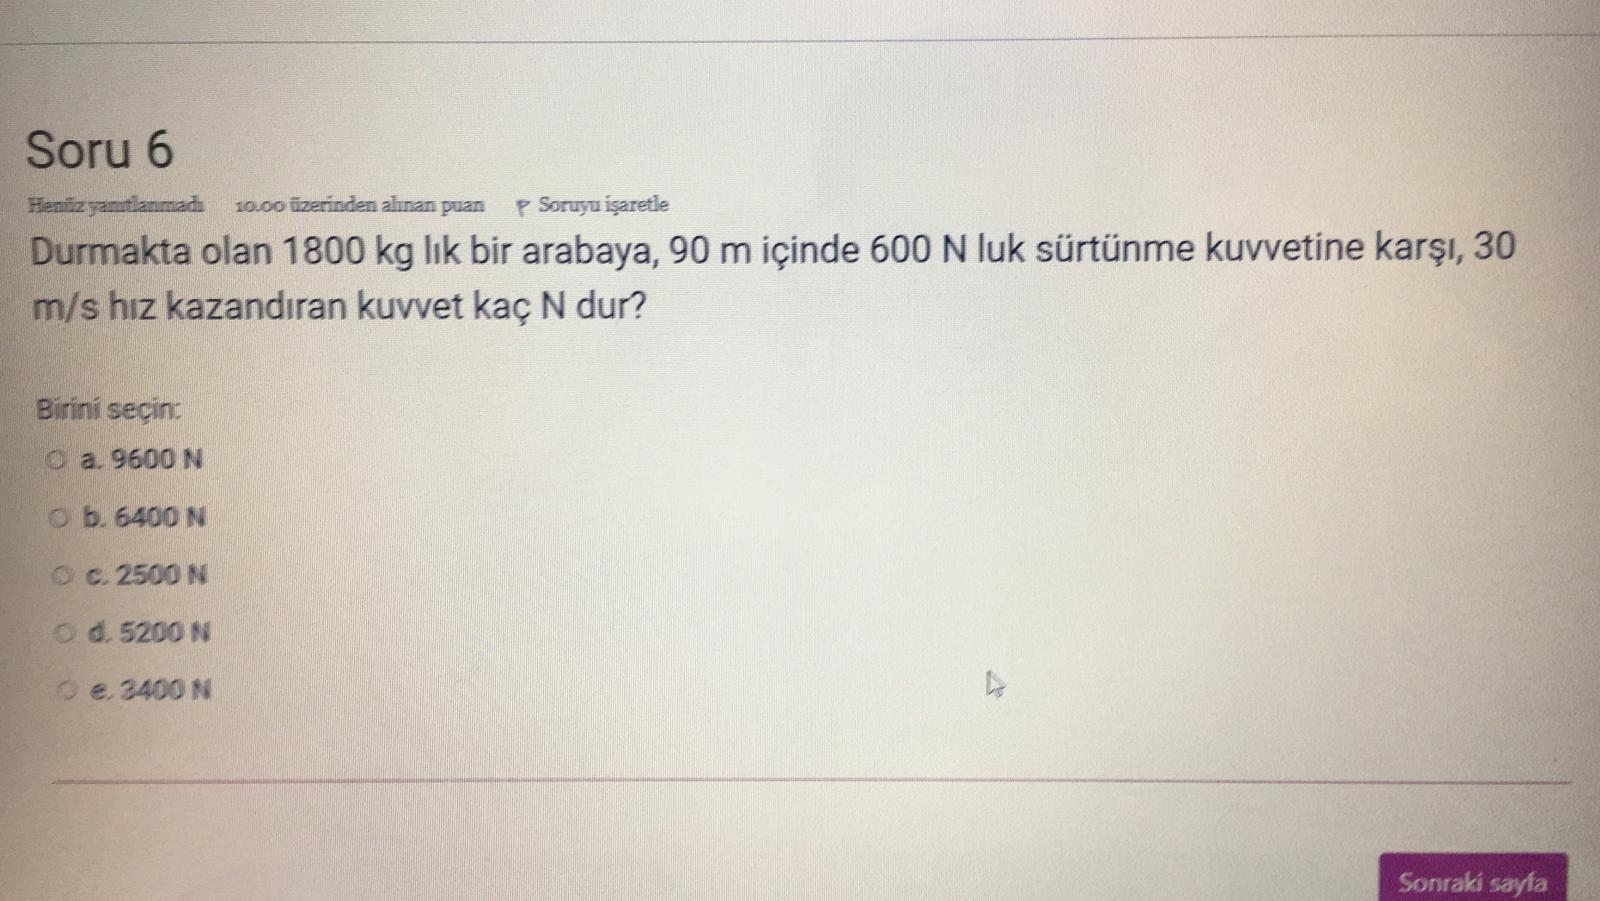 Soru 6
Henüz yanıtlanmadı 10.00 üzerinden alınan puan Soruyu işaretle
Durmakta olan 1800 kg lık bir arabaya, 90 m içinde 600 N luk sürtünme kuvvetine karşı, 30
m/s hız kazandıran kuvvet kaç N dur?
Birini seçin:
a. 9600 N
b. 6400 N
c. 2500 N
d. 5200 N
e. 3400 N
Sonraki sayfa